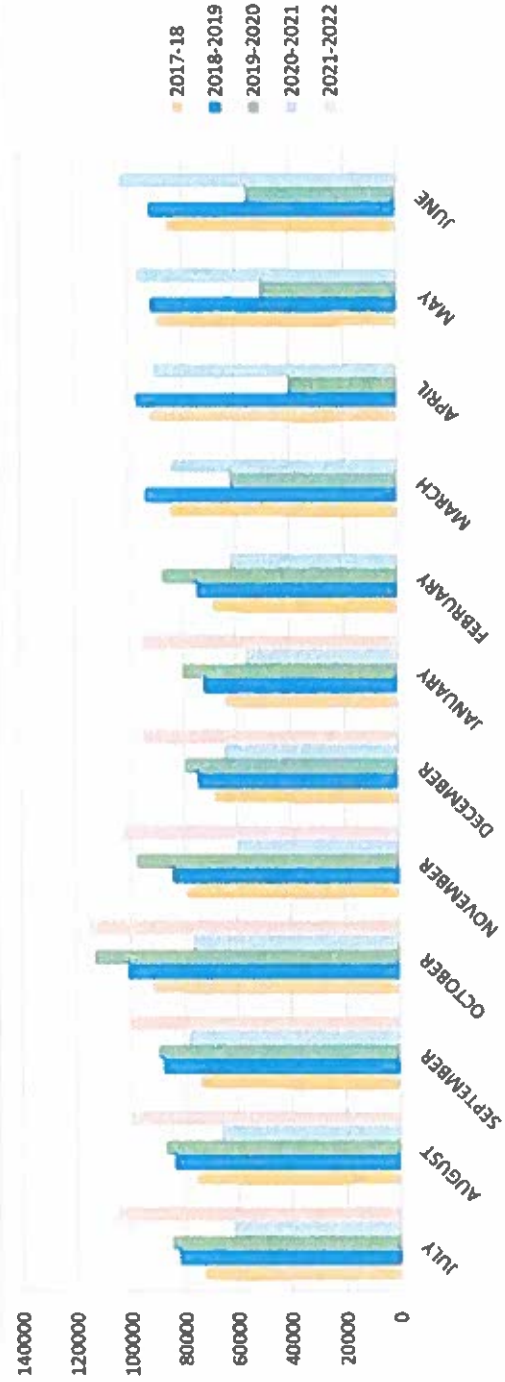 140000
120000
100000
80000
60000
40000
20000
0
JULY
AUGUST
SEPTEMBER
OCTOBER
NOVEMBER
DECEMBER
JANUARY
FEBRUARY
MARCH
APRIL
MAY
JUNE
2017-18
2018-2019
2019-2020
2020-2021
2021-2022